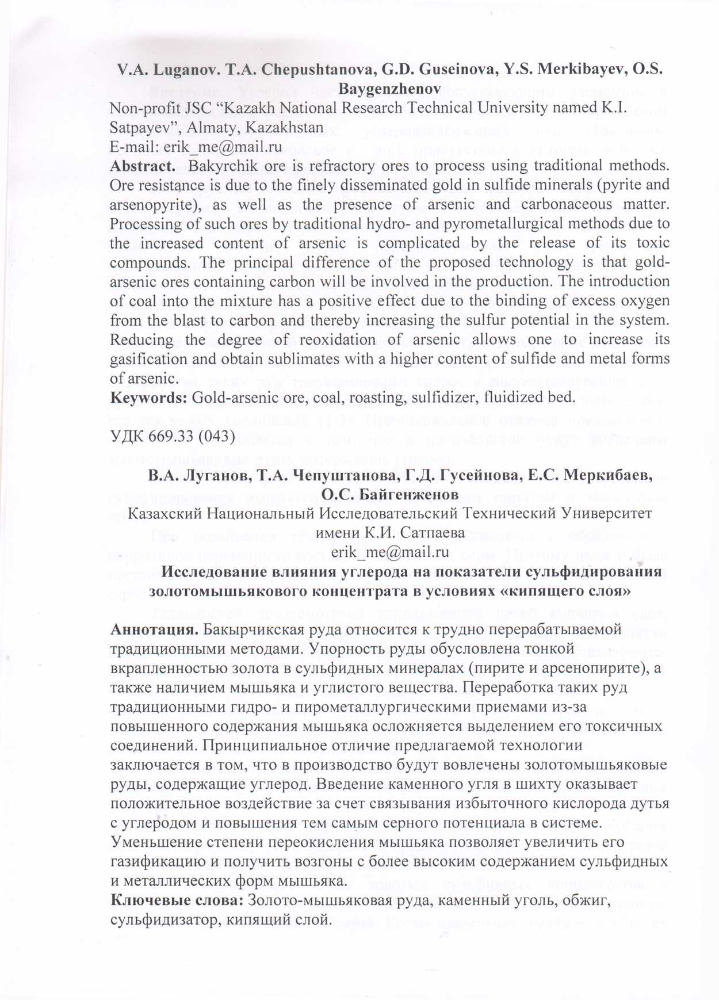 V.A. Luganov. T.A. Chepushtanova, G.D. Guseinova, Y.S. Merkibayev, O.S.
Baygenzhenov
Non-profit JSC “Kazakh National Research Technical University named K.I.
Satpayev”, Almaty, Kazakhstan
E-mail: erik_me@mail.ru
Abstract. Bakyrchik ore is refractory ores to process using traditional methods.
Ore resistance is due to the finely disseminated gold in sulfide minerals (pyrite and
arsenopyrite), as well as the presence of arsenic and carbonaceous matter.
Processing of such ores by traditional hydro- and pyrometallurgical methods due to
the increased content of arsenic is complicated by the release of its toxic
compounds. The principal difference of the proposed technology is that gold-
arsenic ores containing carbon will be involved in the production. The introduction
of coal into the mixture has a positive effect due to the binding of excess oxygen
from the blast to carbon and thereby increasing the sulfur potential in the system.
Reducing the degree of reoxidation of arsenic allows one to increase its
gasification and obtain sublimates with a higher content of sulfide and metal forms
of arsenic.
Keywords: Gold-arsenic ore, coal, roasting, sulfidizer, fluidized bed.
УДК 669.33 (043)
В.А. Луганов, Т.А. Чепуштанова, Г.Д. Гусейнова, Е.С. Меркибаев,
О.С. Байгенженов
Казахский Национальный Исследовательский Технический Университет
имени К.И. Сатпаева
erik_me@mail.ru
Исследование влияния углерода на показатели сульфидирования
золотомышьякового концентрата в условиях «кипящего слоя»
Аннотация. Бакырчикская руда относится к трудно перерабатываемой
традиционными методами. Упорность руды обусловлена тонкой
вкрапленностью золота в сульфидных минералах (пирите и арсенопирите), а
также наличием мышьяка и углистого вещества. Переработка таких руд
традиционными гидро- и пирометаллургическими приемами из-за
повышенного содержания мышьяка осложняется выделением его токсичных
соединений. Принципиальное отличие предлагаемой технологии
заключается в том, что в производство будут вовлечены золотомышьяковые
руды, содержащие углерод. Введение каменного угля в шихту оказывает
положительное воздействие за счет связывания избыточного кислорода дутья
с углеродом и повышения тем самым серного потенциала в системе.
Уменьшение степени переокисления мышьяка позволяет увеличить его
газификацию и получить возгоны с более высоким содержанием сульфидных
и металлических форм мышьяка.
Ключевые слова: Золото-мышьяковая руда, каменный уголь, обжиг,
сульфидизатор, кипящий слой.